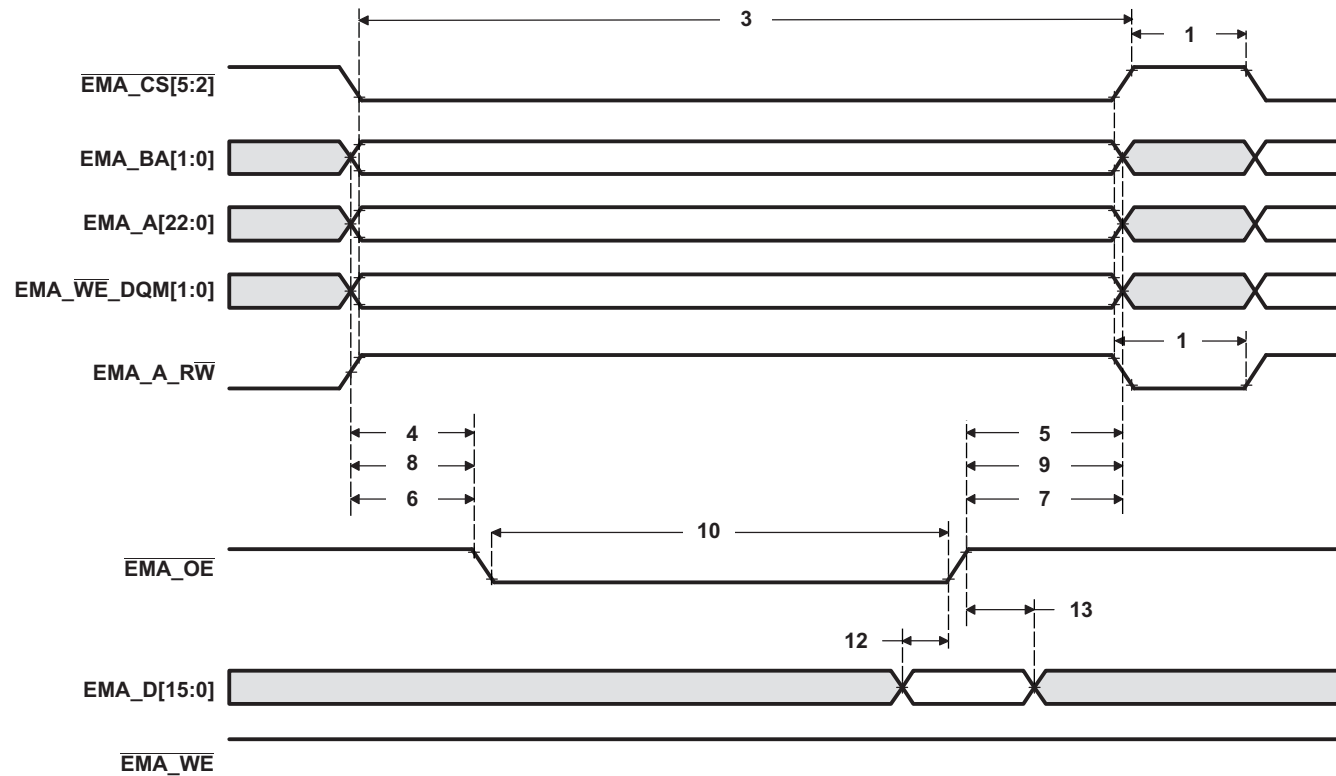 3
1
EMA_CS[5:2]
EMA_BA[1:0]
EMA_A[22:0]
EMA_WE_DQM[1:0]
1
EMA_A_RW
4 5
8 9
6 7
10
EMA_OE
13
12
EMA_D[15:0]
EMA_WE